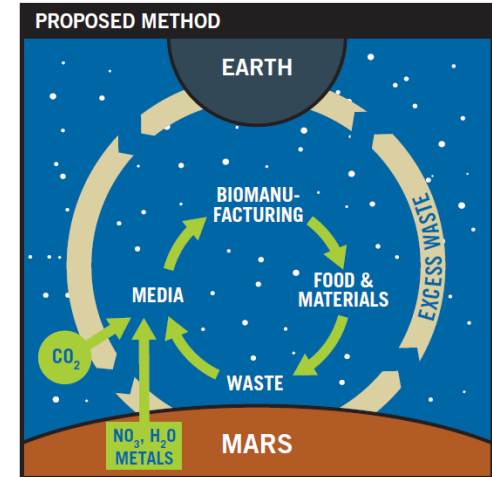 PROPOSED METHOD
EARTH
BIOMANU-
FACTURING
FOOD &
MATERIALS
EXCESS WASTE
MEDIA
CO₂
WASTE
NO₃, H₂O
METALS
MARS